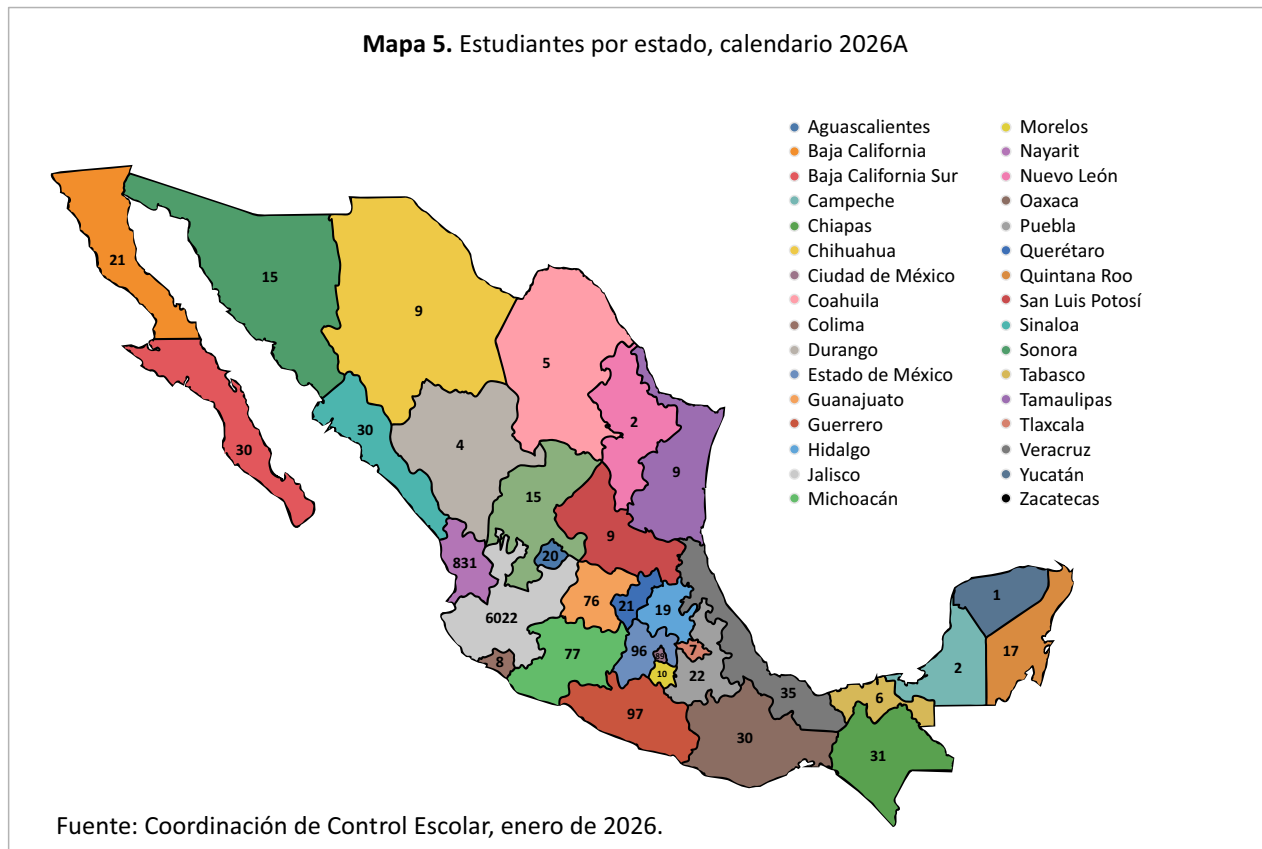 Mapa 5. Estudiantes por estado, calendario 2026A
Aguascalientes
Baja California
Baja California Sur
Campeche
Chiapas
Chihuahua
Ciudad de México
Coahuila
Colima
Durango
Estado de México
Guanajuato
Guerrero
Hidalgo
Jalisco
Michoacán
Morelos
Nayarit
Nuevo León
Oaxaca
Puebla
Querétaro
Quintana Roo
San Luis Potosí
Sinaloa
Sonora
Tabasco
Tamaulipas
Tlaxcala
Veracruz
Yucatán
Zacatecas
21
15
9
5
30
2
30
4
9
15
9
20
831
76
21
19
1
6022
96
89
7
17
77
8
10
22
2
35
6
97
30
31
Fuente: Coordinación de Control Escolar, enero de 2026.